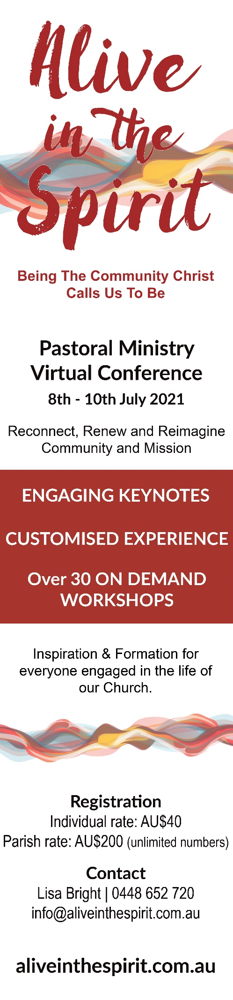 Alive
in the
Spirit
Being The Community Christ
Calls Us To Be
Pastoral Ministry
Virtual Conference
8th - 10th July 2021
Reconnect, Renew and Reimagine
Community and Mission
ENGAGING KEYNOTES
CUSTOMISED EXPERIENCE
Over 30 ON DEMAND
WORKSHOPS
Inspiration & Formation for
everyone engaged in the life of
our Church.
Registration
Individual rate: AU$40
Parish rate: AU$200 (unlimited numbers)
Contact
Lisa Bright | 0448 652 720
info@aliveinthespirit.com.au
aliveinthespirit.com.au